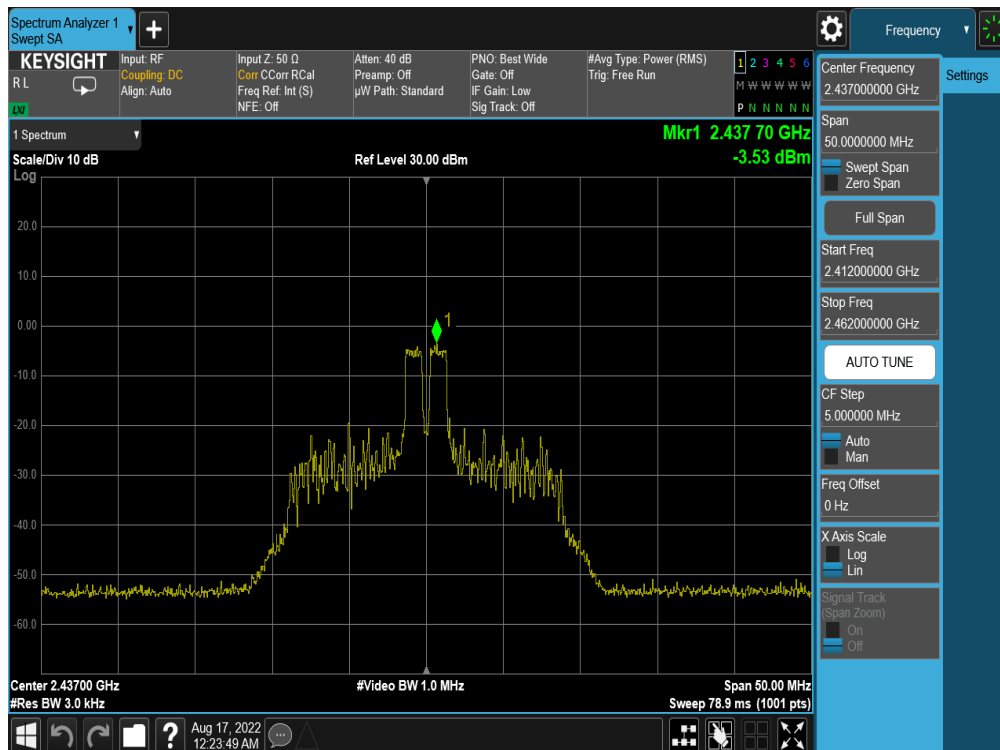 Spectrum Analyzer 1
Swept SA
Frequency
KEYSIGHT
R L
LXI
Input: RF
Coupling: DC
Align: Auto
Input Z: 50 Ω
Corr CCorr RCal
Freq Ref: Int (S)
NFE: Off
Atten: 40 dB
Preamp: Off
µW Path: Standard
PNO: Best Wide
Gate: Off
IF Gain: Low
Sig Track: Off
#Avg Type: Power (RMS)
Trig: Free Run
1 2 3 4 5 6
M W W W W W
P N N N N N
1 Spectrum
Scale/Div 10 dB
Log
Ref Level 30.00 dBm
Mkr1 2.437 70 GHz
-3.53 dBm
20.0
10.0
0.00
-10.0
-20.0
-30.0
-40.0
-50.0
-60.0
1
Center 2.43700 GHz
#Res BW 3.0 kHz
#Video BW 1.0 MHz
Span 50.00 MHz
Sweep 78.9 ms (1001 pts)
Center Frequency
2.437000000 GHz
Settings
Span
50.0000000 MHz
Swept Span
Zero Span
Full Span
Start Freq
2.412000000 GHz
Stop Freq
2.462000000 GHz
AUTO TUNE
CF Step
5.000000 MHz
Auto
Man
Freq Offset
0 Hz
X Axis Scale
Log
Lin
Signal Track
(Span Zoom)
On
Off
?
Aug 17, 2022
12:23:49 AM